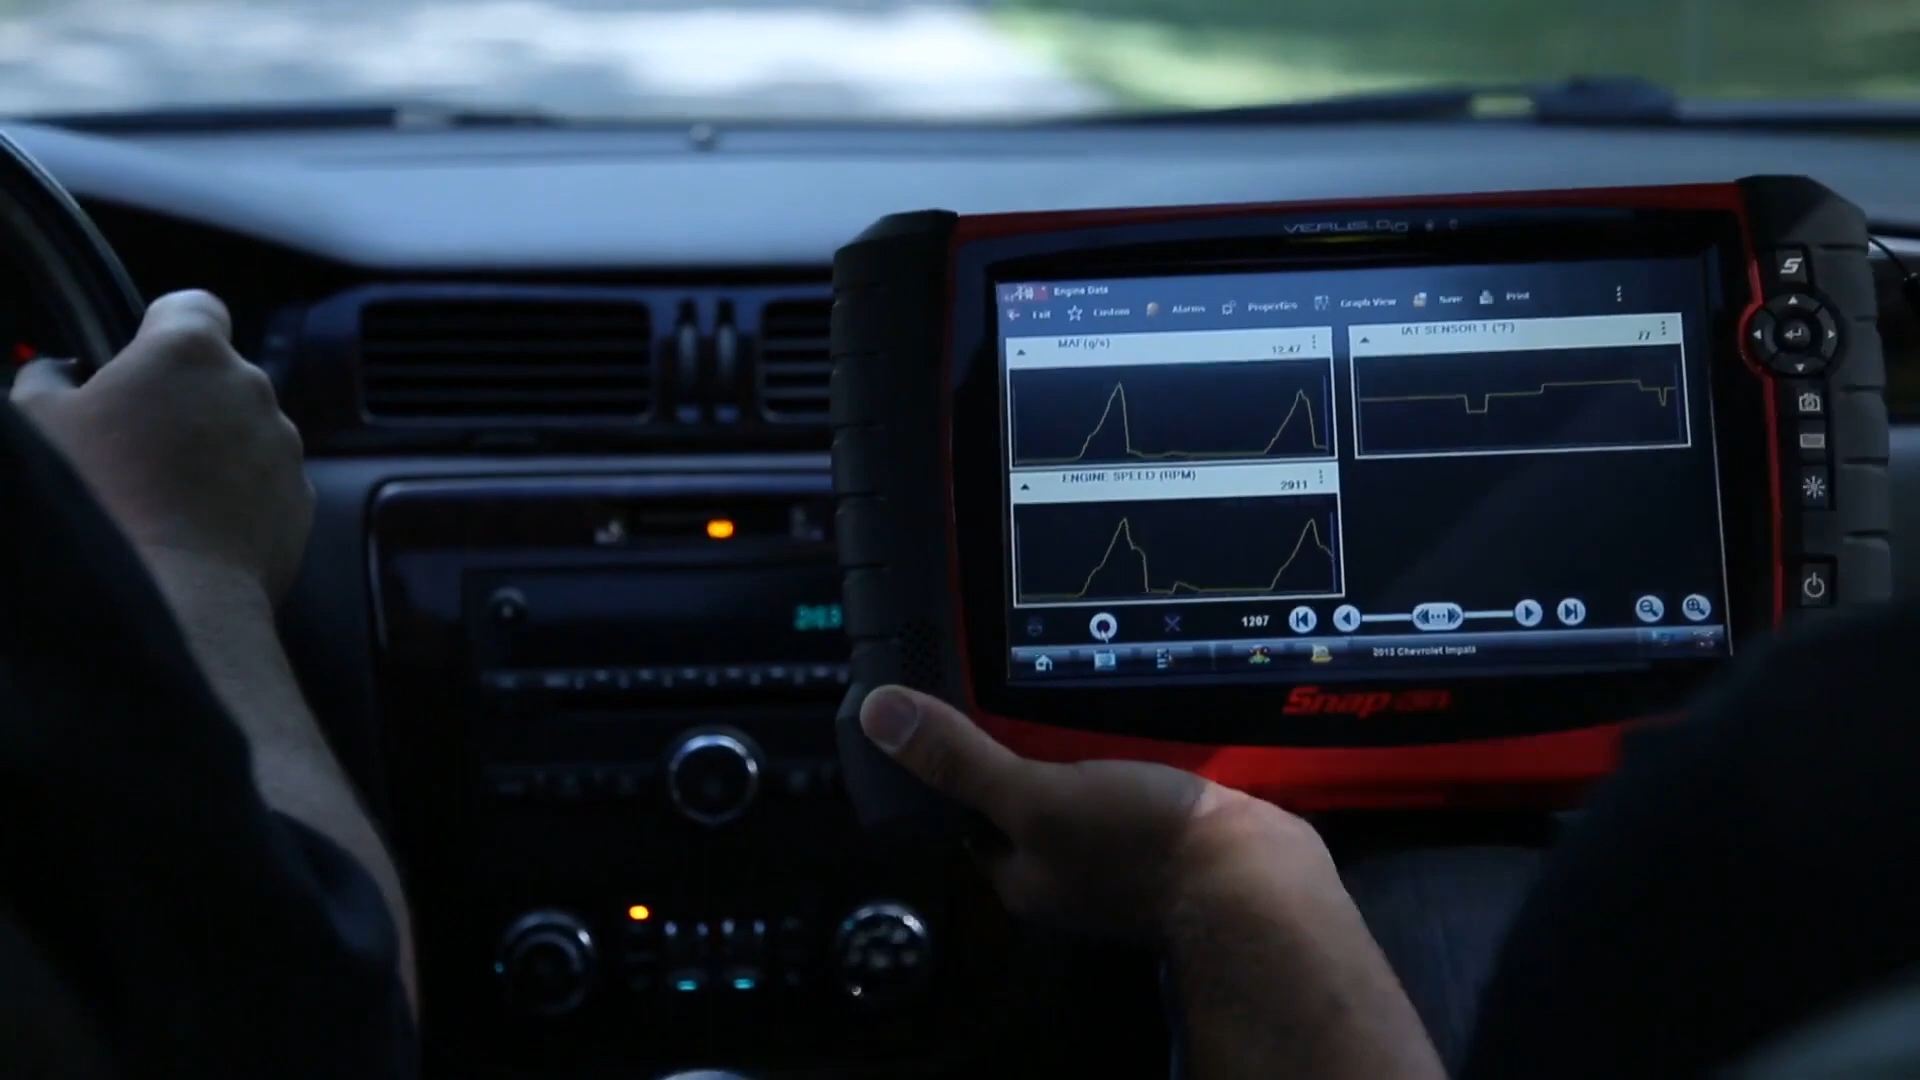 VERUS PRO
Engine Data
Exit Custom Alarms Properties Graph View Save Print
MAF(g/s)
12.47
IAT SENSOR 1 (°F)
77
ENGINE SPEED (RPM)
2911
1207
2013 Chevrolet Impala
Snap-on
S